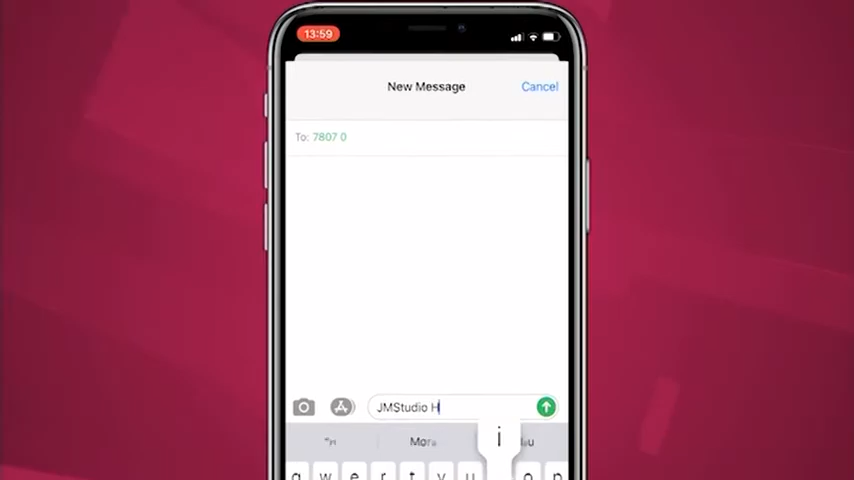 13:59
New Message
Cancel
To: 7807 0
JMStudio H
i
q w e r t y u o p